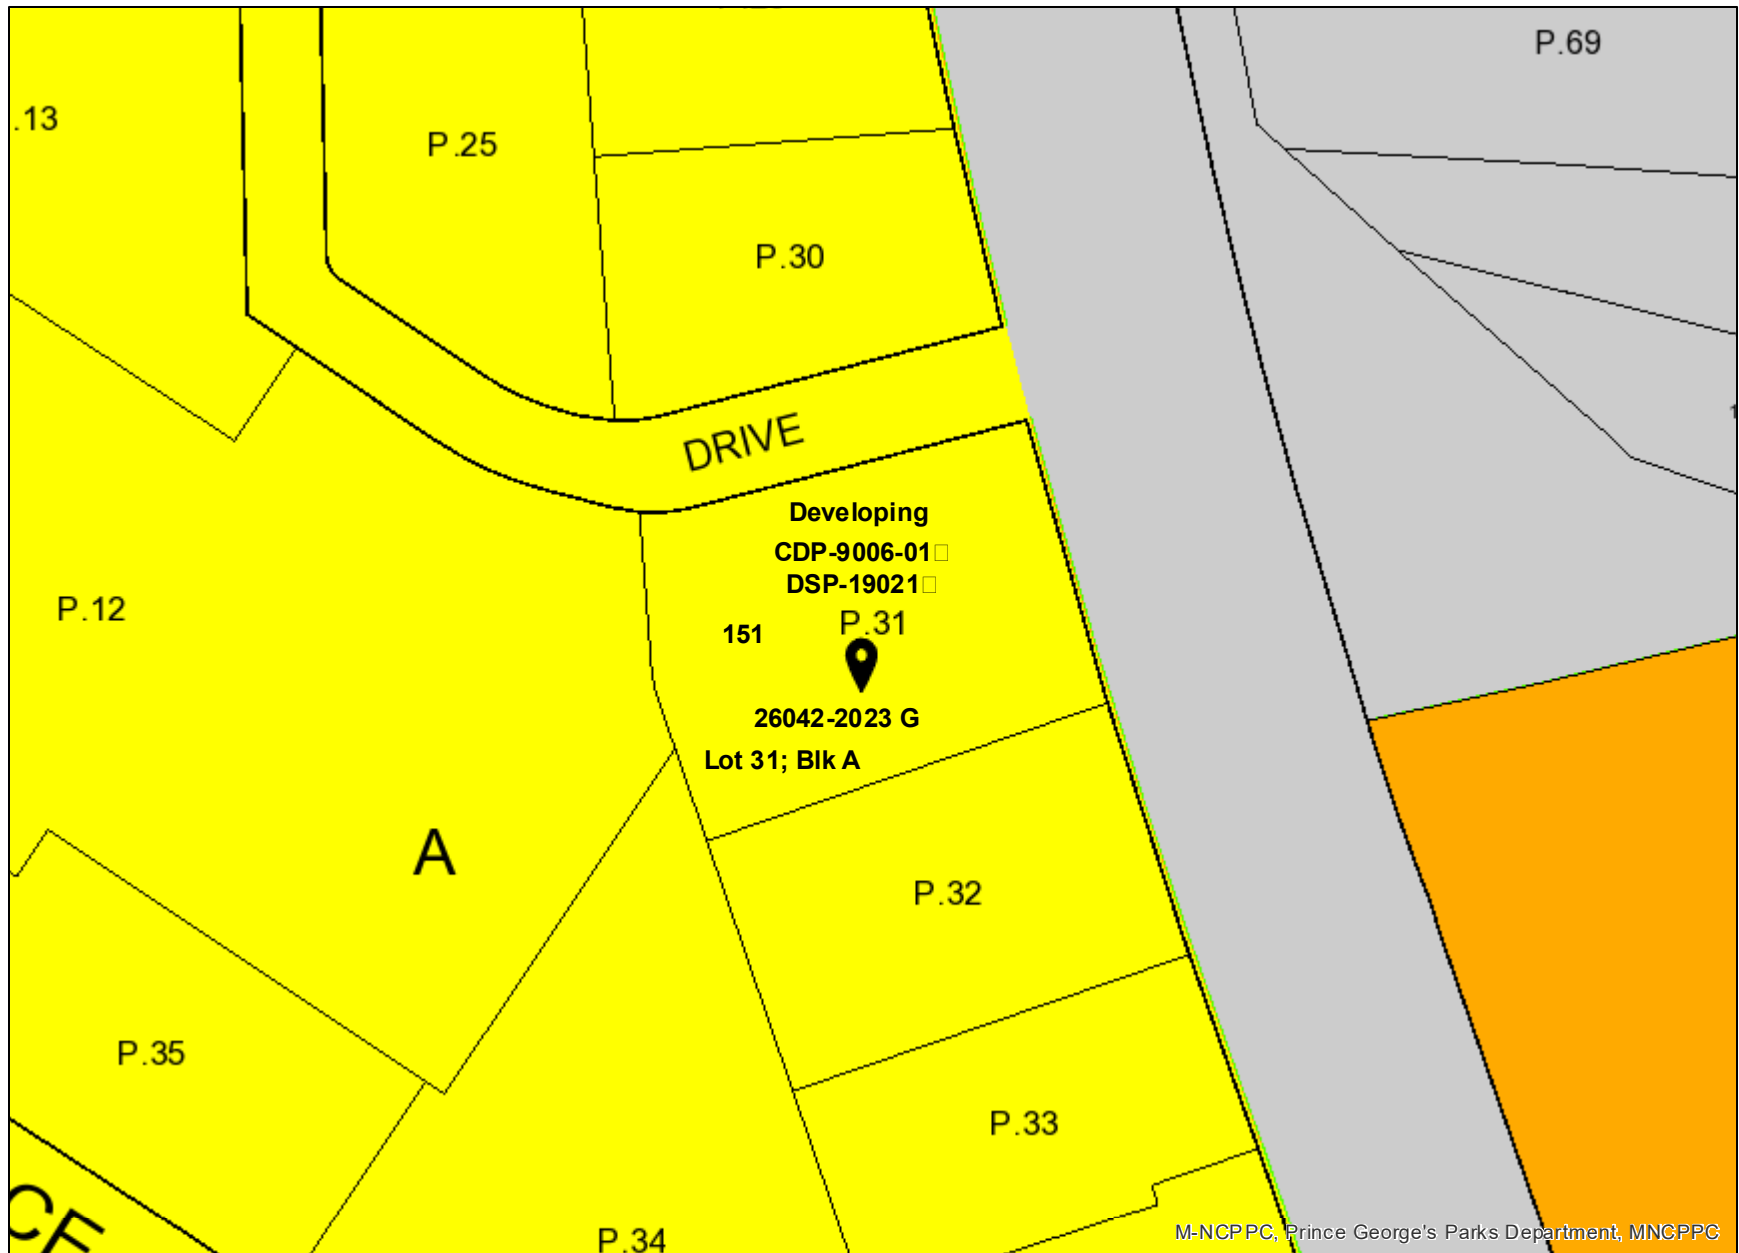 P.69
.13
P.25
P.30
DRIVE
Developing
CDP-9006-01
DSP-19021
P.31
151
26042-2023 G
Lot 31; Blk A
P.12
A
P.32
P.35
P.33
CE
P.34
M-NCPPC, Prince George's Parks Department, MNCPPC